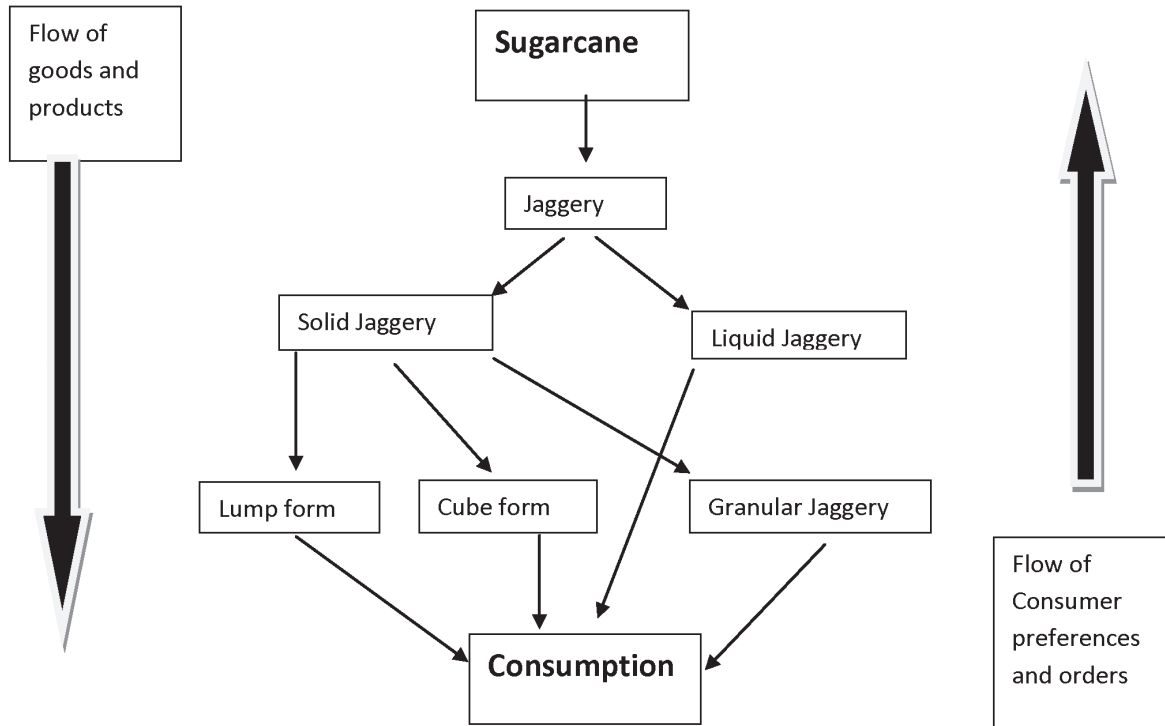 Flow of
goods and
products
Sugarcane
Jaggery
Solid Jaggery
Liquid Jaggery
Lump form
Cube form
Granular Jaggery
Consumption
Flow of
Consumer
preferences
and orders